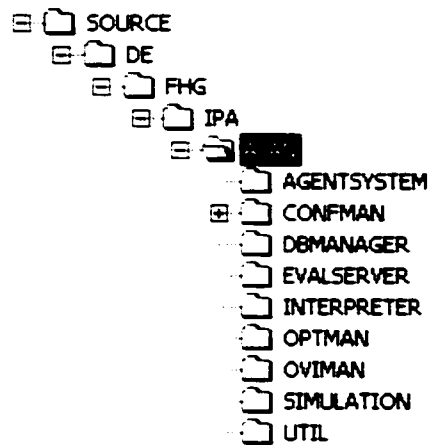 SOURCE
DE
FHG
IPA
AGENTSYSTEM
CONFMAN
DBMANAGER
EVALSERVER
INTERPRETER
OPTMAN
OVIMAN
SIMULATION
UTIL